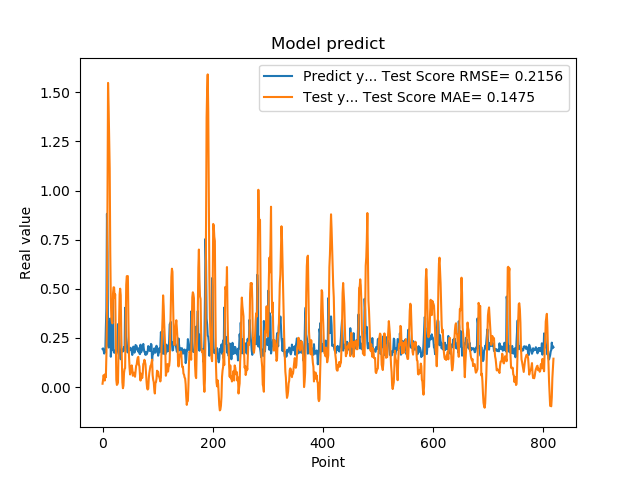 Model predict
Predict y... Test Score RMSE= 0.2156
Test y... Test Score MAE= 0.1475
1.50
1.25
1.00
0.75
0.50
0.25
0.00
Real value
0 200 400 600 800
Point